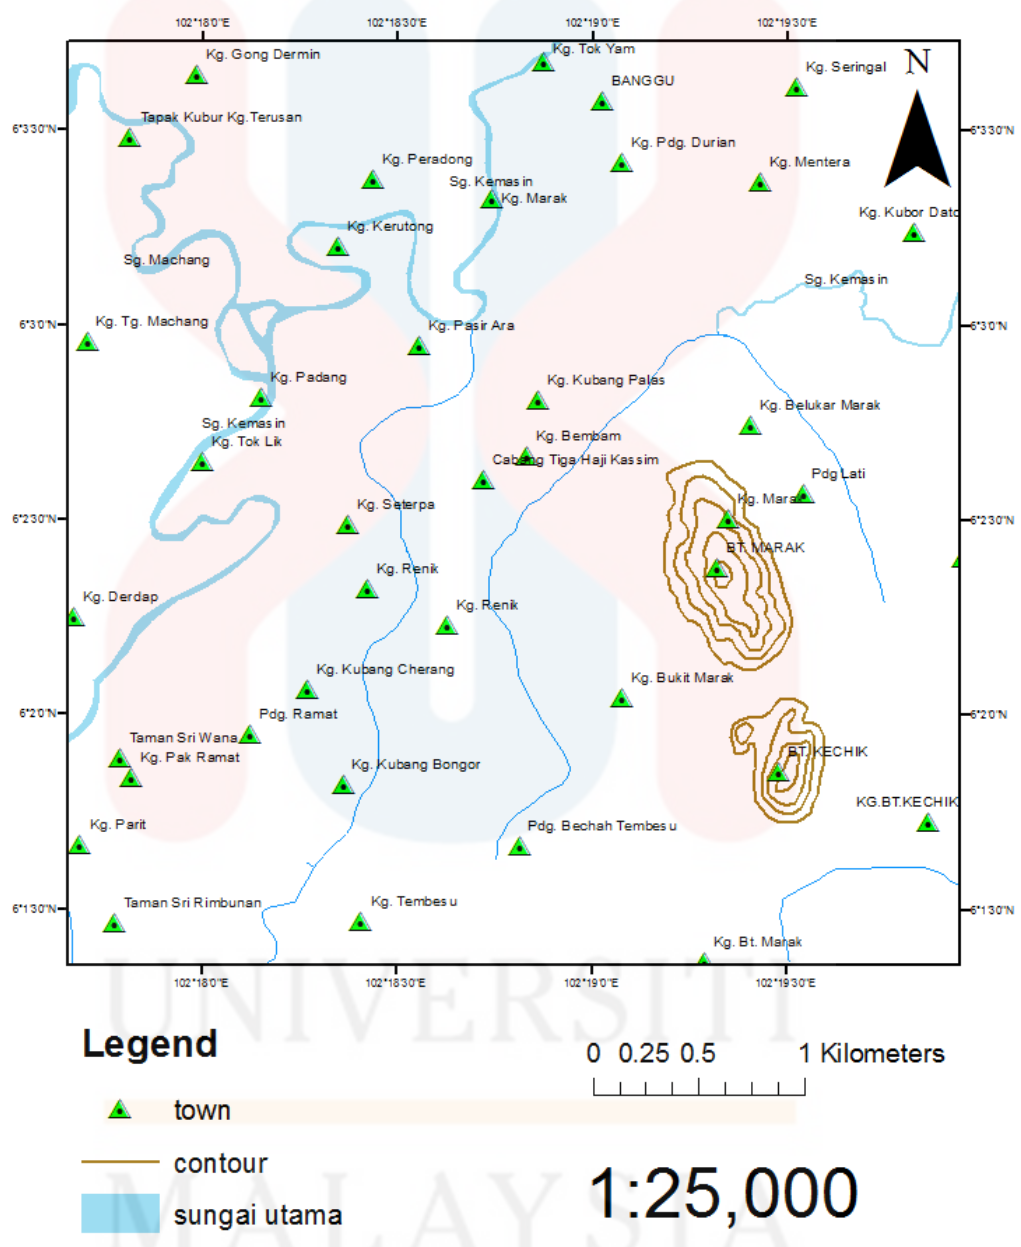 102°18'0"E 102°18'30"E 102°19'0"E 102°19'30"E
Kg. Tok Yam
Kg. Gong Dermin
N
Kg. Seringal
BANGGU
Tapak Kubur Kg.Terusan
6°3'30"N 6°3'30"N
Kg. Pdg. Durian
Kg. Peradong
Kg. Mentera
Sg. Kemasin
Kg. Marak
Kg. Kubor Dato
Kg. Kerutong
Sg. Machang
Sg. Kemasin
Kg. Tg. Machang
Kg. Pasir Ara
6°3'0"N 6°3'0"N
Kg. Padang
Kg. Kubang Palas
Kg. Belukar Marak
Sg. Kemasin
Kg. Bembam
Kg. Tok Lik
Cabang Tiga Haji Kassim
Pdg Lati
Kg. Marak
Kg. Seterpa
6°2'30"N 6°2'30"N
BT. MARAK
Kg. Renik
Kg. Derdap
Kg. Renik
Kg. Kubang Cherang
Kg. Bukit Marak
6°2'0"N 6°2'0"N
Pdg. Ramat
Taman Sri Wana
BT. KECHIK
Kg. Pak Ramat
Kg. Kubang Bongor
KG.BT.KECHIK
Kg. Parit
Pdg. Bechah Tembesu
Taman Sri Rimbunan
Kg. Tembesu
6°1'30"N 6°1'30"N
Kg. Bt. Marak
102°18'0"E 102°18'30"E 102°19'0"E 102°19'30"E
UNIVERSITI
Legend
0 0.25 0.5 1 Kilometers
town
contour
MALAYSIA
sungai utama
1:25,000